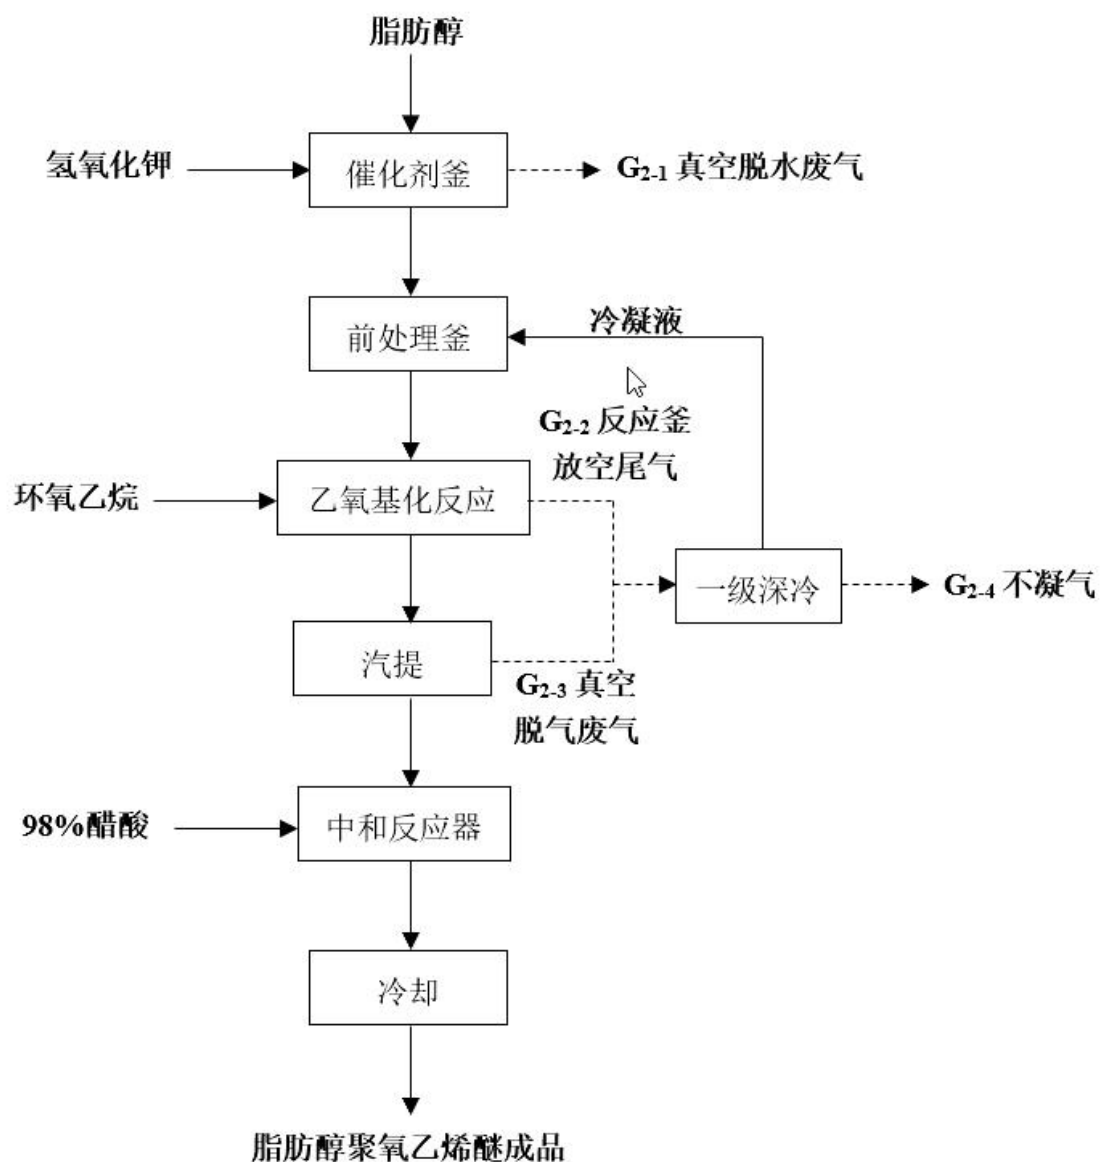 脂肪醇
氢氧化钾
催化剂釜
G2-1 真空脱水废气
前处理釜
冷凝液
G2-2 反应釜
放空尾气
环氧乙烷
乙氧基化反应
一级深冷
G2-4 不凝气
汽提
G2-3 真空
脱气废气
98%醋酸
中和反应器
冷却
脂肪醇聚氧乙烯醚成品